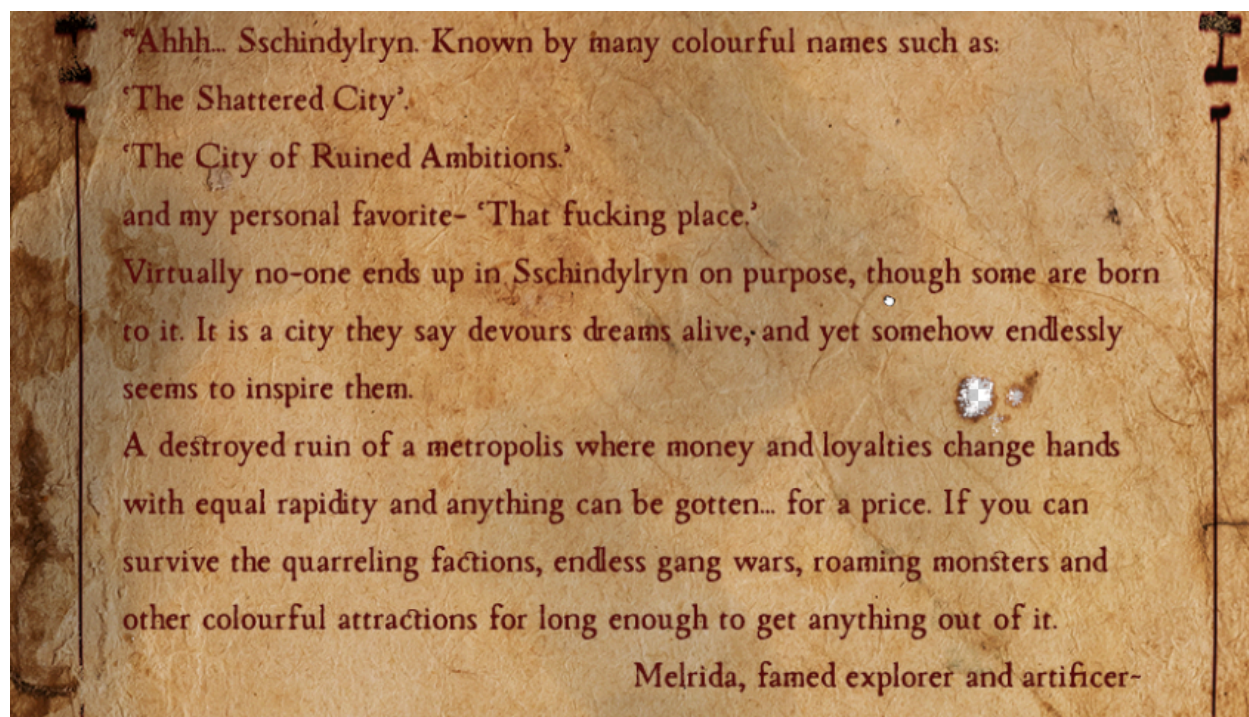 “Ahhh... Sschindylryn. Known by many colourful names such as:
‘The Shattered City’.
‘The City of Ruined Ambitions.’
and my personal favorite- ‘That fucking place.’
Virtually no-one ends up in Sschindylryn on purpose, though some are born
to it. It is a city they say devours dreams alive, and yet somehow endlessly
seems to inspire them.
A destroyed ruin of a metropolis where money and loyalties change hands
with equal rapidity and anything can be gotten... for a price. If you can
survive the quarreling factions, endless gang wars, roaming monsters and
other colourful attractions for long enough to get anything out of it.
Melrida, famed explorer and artificer~